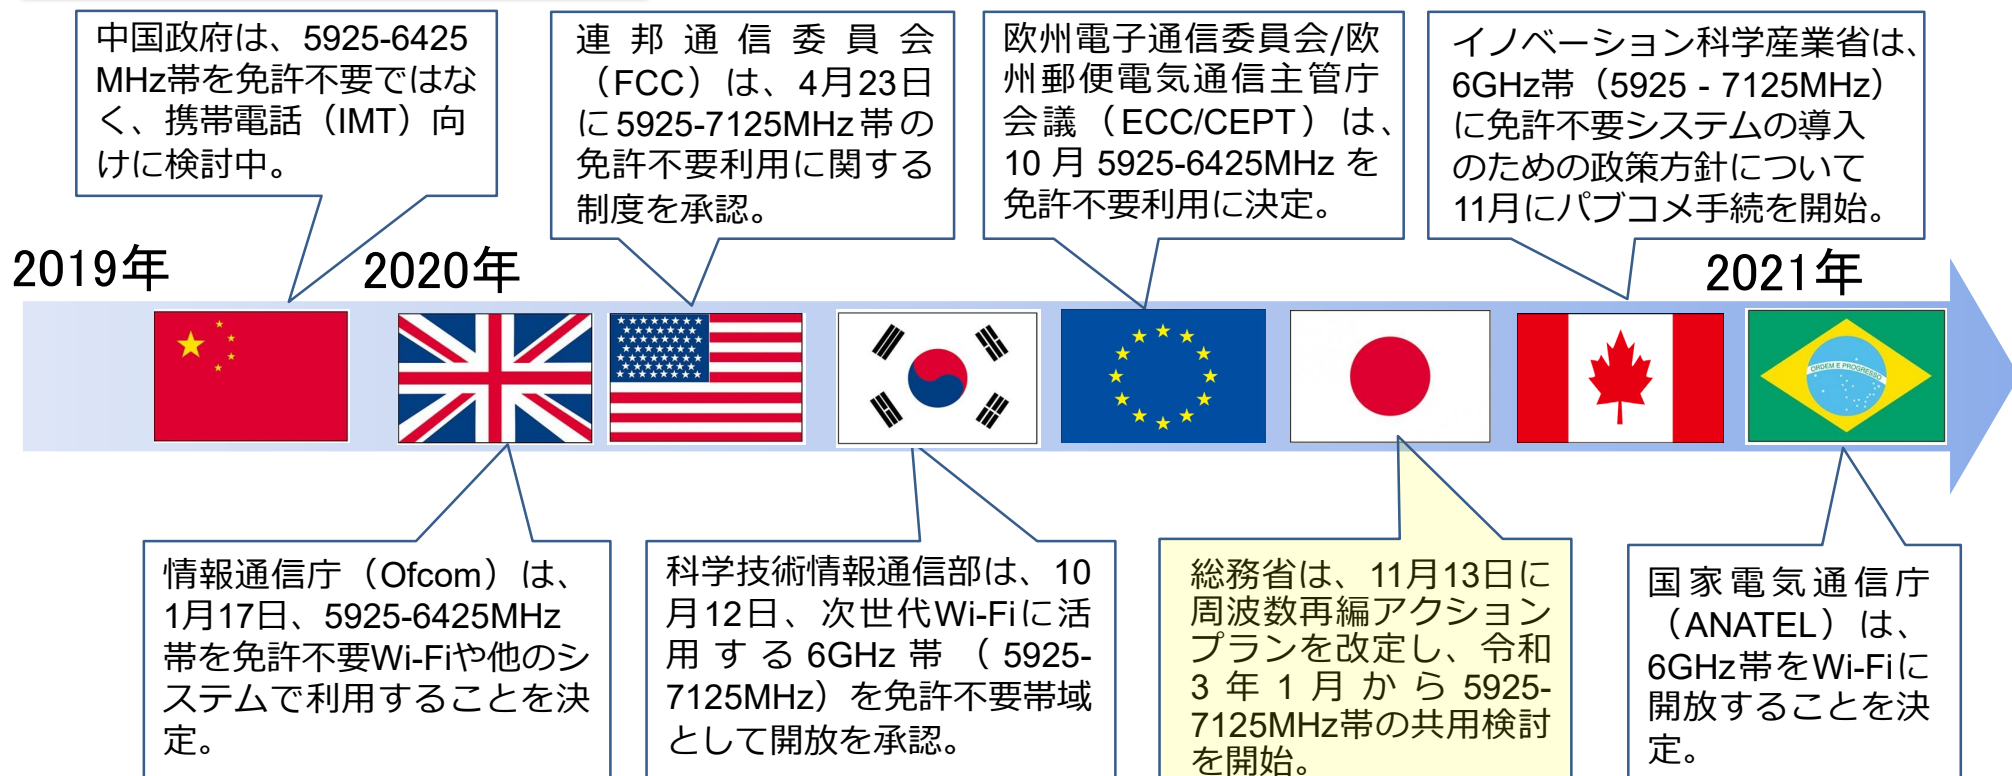 中国政府は、5925-6425
MHz帯を免許不要ではな
く、携帯電話（IMT）向
けに検討中。
連邦通信委員会
（FCC）は、4月23日
に5925-7125MHz帯の
免許不要利用に関する
制度を承認。
欧州電子通信委員会/欧
州郵便電気通信主管庁
会議（ECC/CEPT）は、
10月5925-6425MHzを
免許不要利用に決定。
イノベーション科学産業省は、
6GHz帯（5925 - 7125MHz）
に免許不要システムの導入
のための政策方針について
11月にパブコメ手続を開始。
2019年
2020年
2021年
ORDEM E PROGRESSO
情報通信庁（Ofcom）は、
1月17日、5925-6425MHz
帯を免許不要Wi-Fiや他のシ
ステムで利用することを決
定。
科学技術情報通信部は、10
月12日、次世代Wi-Fiに活
用する6GHz帯（5925-
7125MHz）を免許不要帯域
として開放を承認。
総務省は、11月13日に
周波数再編アクション
プランを改定し、令和
3年1月から5925-
7125MHz帯の共用検討
を開始。
国家電気通信庁
（ANATEL）は、
6GHz帯をWi-Fiに
開放することを決
定。